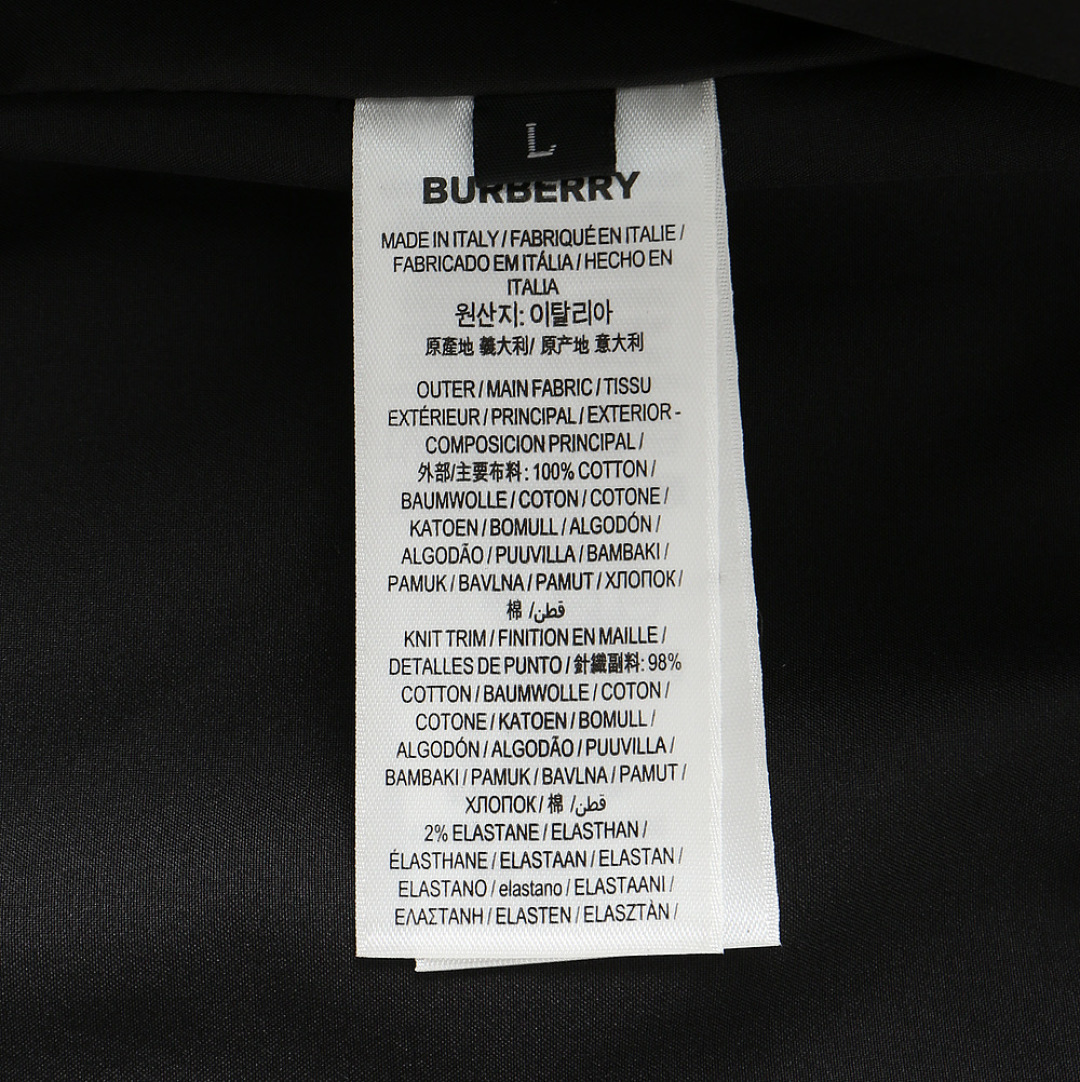 L
BURBERRY
MADE IN ITALY / FABRIQUÉ EN ITALIE /
FABRICADO EM ITÁLIA / HECHO EN
ITALIA
원산지: 이탈리아
原產地 義大利/ 原产地 意大利
OUTER / MAIN FABRIC / TISSU
EXTÉRIEUR / PRINCIPAL / EXTERIOR -
COMPOSICION PRINCIPAL /
外部/主要布料: 100% COTTON /
BAUMWOLLE / COTON / COTONE /
KATOEN / BOMULL / ALGODÓN /
ALGODÃO / PUUVILLA / BAMBAKI /
PAMUK / BAVLNA / PAMUT / ХЛОПОК /
棉 /قطن
KNIT TRIM / FINITION EN MAILLE /
DETALLES DE PUNTO / 針織副料: 98%
COTTON / BAUMWOLLE / COTON /
COTONE / KATOEN / BOMULL /
ALGODÓN / ALGODÃO / PUUVILLA /
BAMBAKI / PAMUK / BAVLNA / PAMUT /
ХЛОПОК / 棉 /قطن
2% ELASTANE / ELASTHAN /
ÉLASTHANE / ELASTAAN / ELASTAN /
ELASTANO / elastano / ELASTAANI /
ΕΛΑΣΤΑΝΗ / ELASTEN / ELASZTÀN /